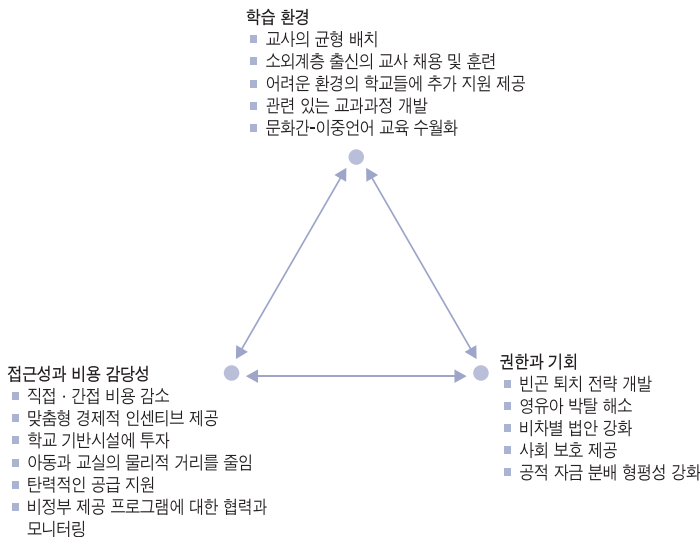 학습 환경
교사의 균형 배치
소외계층 출신의 교사 채용 및 훈련
어려운 환경의 학교들에 추가 지원 제공
관련 있는 교과과정 개발
문화간-이중언어 교육 수월화
접근성과 비용 감당성
직접 · 간접 비용 감소
맞춤형 경제적 인센티브 제공
학교 기반시설에 투자
아동과 교실의 물리적 거리를 줄임
탄력적인 공급 지원
비정부 제공 프로그램에 대한 협력과
모니터링
권한과 기회
빈곤 퇴치 전략 개발
영유아 박탈 해소
비차별 법안 강화
사회 보호 제공
공적 자금 분배 형평성 강화